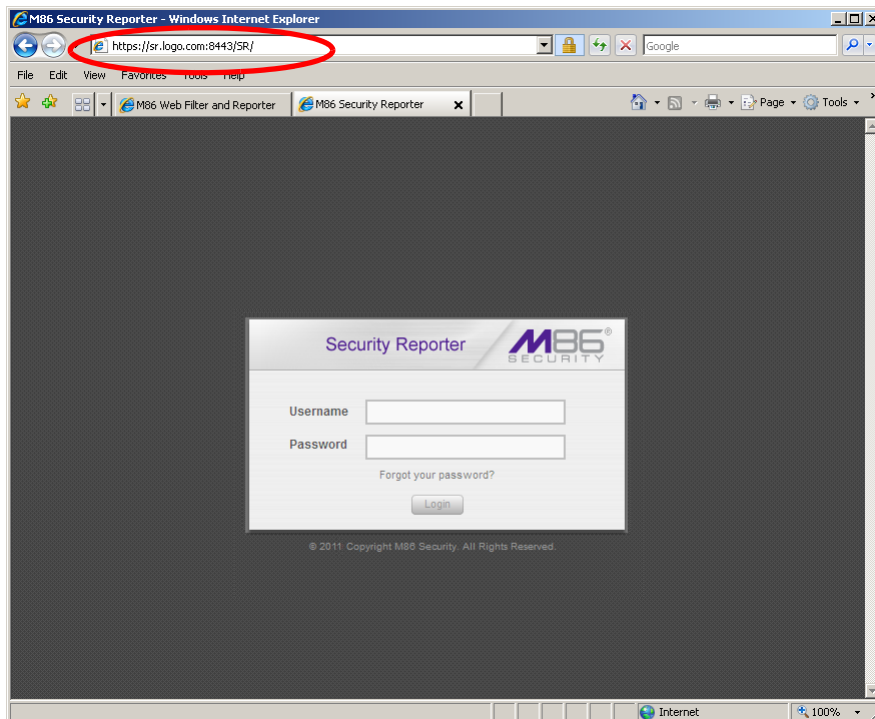 M86 Security Reporter - Windows Internet Explorer
https://sr.logo.com:8443/SR/
Google
File Edit View Favorites Tools Help
M86 Web Filter and Reporter
M86 Security Reporter
Page
Tools
Security Reporter
M86®
SECURITY
Username
Password
Forgot your password?
Login
© 2011 Copyright M86 Security. All Rights Reserved.
Internet
100%